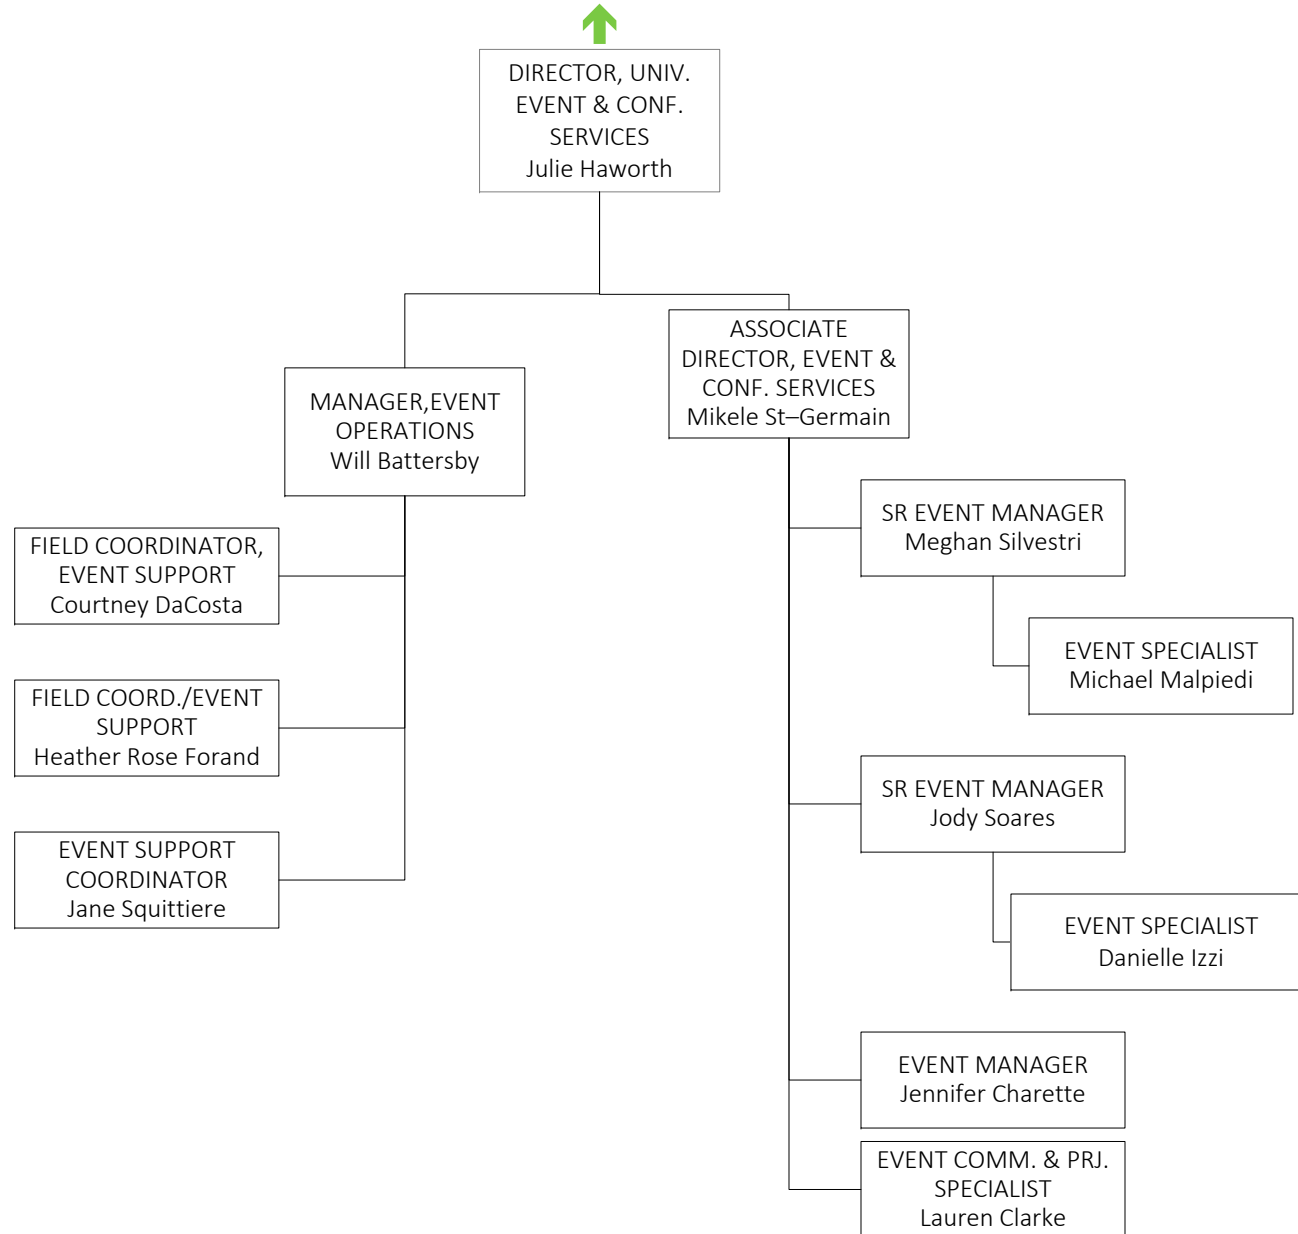 DIRECTOR, UNIV.
EVENT & CONF.
SERVICES
Julie Haworth
MANAGER,EVENT
OPERATIONS
Will Battersby
FIELD COORDINATOR,
EVENT SUPPORT
Courtney DaCosta
FIELD COORD./EVENT
SUPPORT
Heather Rose Forand
EVENT SUPPORT
COORDINATOR
Jane Squittiere
ASSOCIATE
DIRECTOR, EVENT &
CONF. SERVICES
Mikele St–Germain
SR EVENT MANAGER
Meghan Silvestri
EVENT SPECIALIST
Michael Malpiedi
SR EVENT MANAGER
Jody Soares
EVENT SPECIALIST
Danielle Izzi
EVENT MANAGER
Jennifer Charette
EVENT COMM. & PRJ.
SPECIALIST
Lauren Clarke